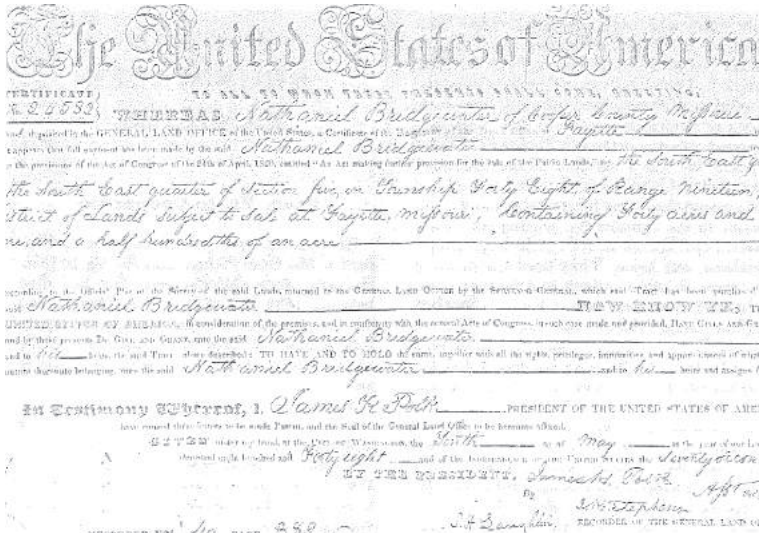 The United States of America
CERTIFICATE
No. 24533
TO ALL TO WHOM THESE PRESENTS SHALL COME, GREETING:
WHEREAS Nathaniel Bridgewater of Cooper County Missouri
deposited in the GENERAL LAND OFFICE of the United States, a Certificate of the Register of the Fayette
appears that full payment has been made by the said Nathaniel Bridgewater
the provisions of the Act of Congress of the 24th of April, 1820, entitled "An Act making further provision for the sale of the Public Lands," for the South East
the South East quarter of Section five, in Township Forty Eight, of Range Nineteen,
District of Lands subject to Sale at Fayette, Missouri, Containing Forty acres and
and a half hundredths of an acre
according to the Official Plat of the Survey of the said Lands, returned to the General Land Office by the Surveyor General, which said Tract has been purchased
Nathaniel Bridgewater NOW KNOW YE,
UNITED STATES OF AMERICA, in consideration of the premises, and in conformity with the several Acts of Congress, in such case made and provided, HAVE GIVEN AND
and by these presents Do GIVE AND GRANT, unto the said Nathaniel Bridgewater
and to his heirs, the said Tract above described: TO HAVE AND TO HOLD the same, together with all the rights, privileges, immunities, and appurtenances of
nature thereunto belonging, unto the said Nathaniel Bridgewater and to his heirs and assigns
In Testimony Whereof, I, James K Polk PRESIDENT OF THE UNITED STATES OF
have caused these letters to be made Patent, and the Seal of the General Land Office to be hereunto affixed.
GIVEN under my hand, at the City of Washington, the Tenth day of May in the year of our
thousand eight hundred and Forty eight and of the Independence of the United States the Seventy second
BY THE PRESIDENT, James K. Polk
By J. K. Stephens
S. H. Laughlin, RECORDER OF THE GENERAL LAND